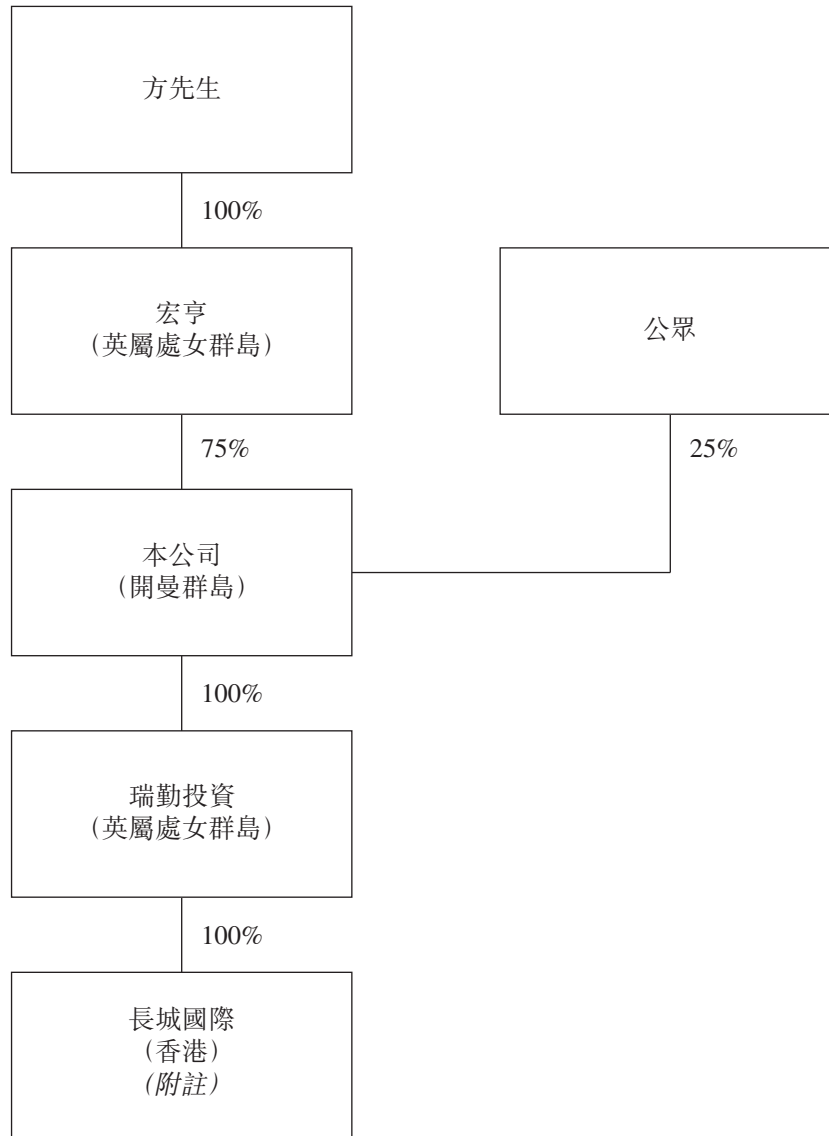 方先生
100%
宏亨
（英屬處女群島）
公眾
75%
25%
本公司
（開曼群島）
100%
瑞勤投資
（英屬處女群島）
100%
長城國際
（香港）
（附註）